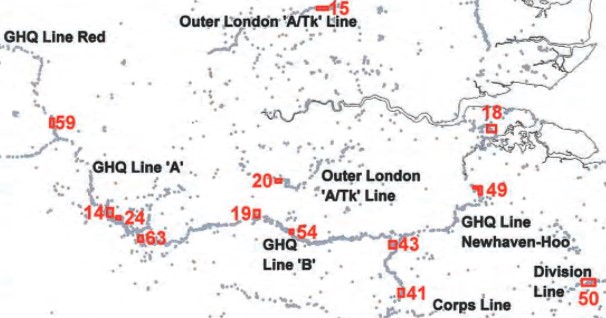 Outer London 'A/Tk' Line
15
GHQ Line Red
18
59
GHQ Line 'A'
20
Outer London
'A/Tk' Line
49
14
24
19
63
54
GHQ
Line 'B'
43
GHQ Line
Newhaven-Hoo
Division
Line
50
41
Corps Line